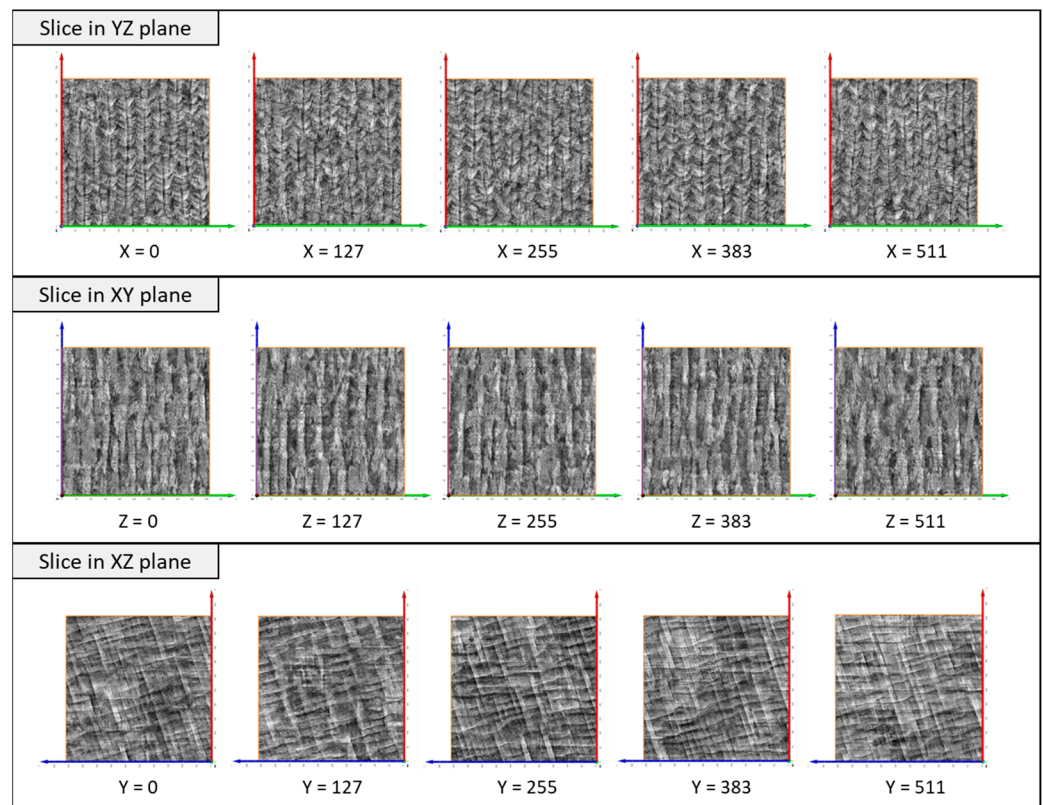 Slice in YZ plane
X = 0 X = 127 X = 255 X = 383 X = 511
Slice in XY plane
Z = 0 Z = 127 Z = 255 Z = 383 Z = 511
Slice in XZ plane
Y = 0 Y = 127 Y = 255 Y = 383 Y = 511